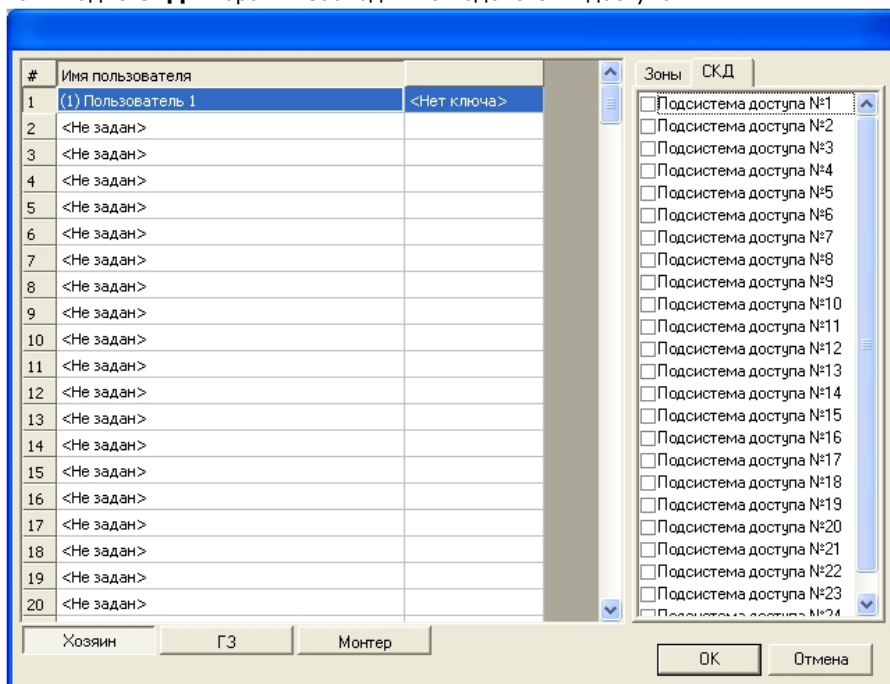 # Имя пользователя
1 (1) Пользователь 1 <Нет ключа>
2 <Не задан>
3 <Не задан>
4 <Не задан>
5 <Не задан>
6 <Не задан>
7 <Не задан>
8 <Не задан>
9 <Не задан>
10 <Не задан>
11 <Не задан>
12 <Не задан>
13 <Не задан>
14 <Не задан>
15 <Не задан>
16 <Не задан>
17 <Не задан>
18 <Не задан>
19 <Не задан>
20 <Не задан>
Хозяин ГЗ Монтер
Зоны СКД
Подсистема доступа №1
Подсистема доступа №2
Подсистема доступа №3
Подсистема доступа №4
Подсистема доступа №5
Подсистема доступа №6
Подсистема доступа №7
Подсистема доступа №8
Подсистема доступа №9
Подсистема доступа №10
Подсистема доступа №11
Подсистема доступа №12
Подсистема доступа №13
Подсистема доступа №14
Подсистема доступа №15
Подсистема доступа №16
Подсистема доступа №17
Подсистема доступа №18
Подсистема доступа №19
Подсистема доступа №20
Подсистема доступа №21
Подсистема доступа №22
Подсистема доступа №23
Подсистема доступа №24
OK Отмена